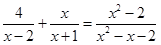 4/(x-2) + x/(x+1) = (x²-2)/(x²-x-2)